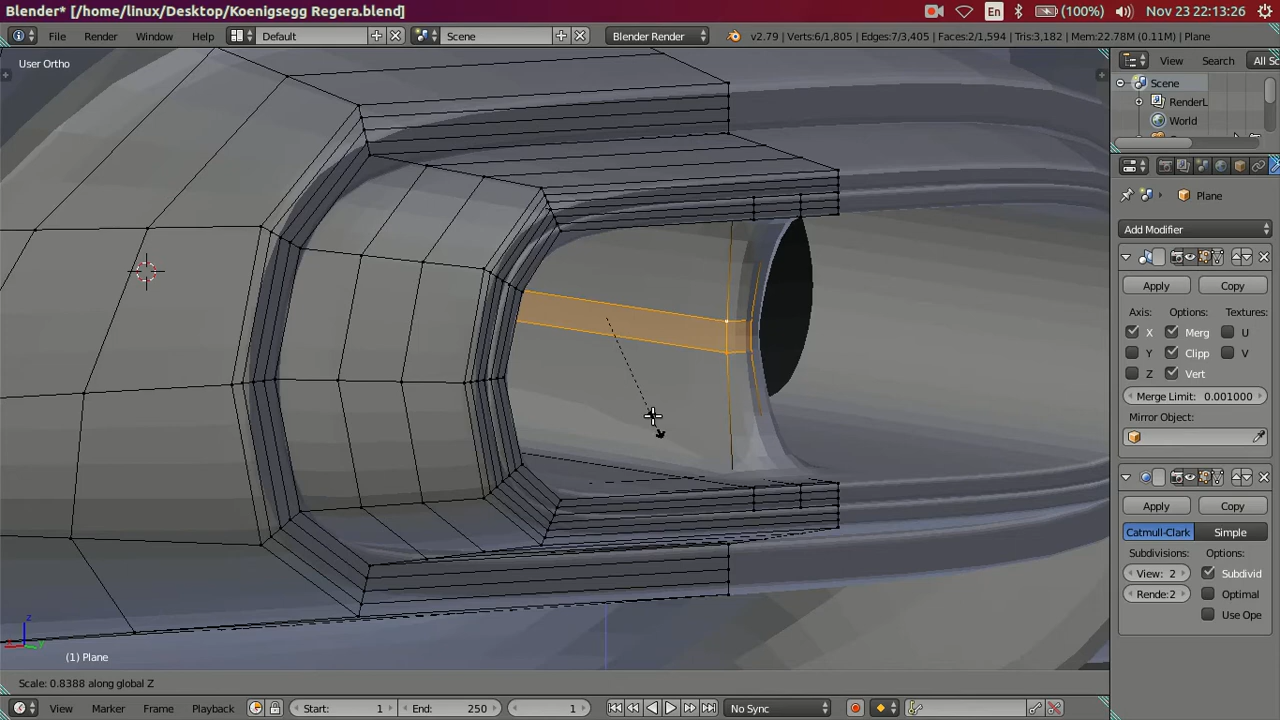 Blender* [/home/linux/Desktop/Koenigsegg Regera.blend]
En
(100%)
Nov 23 22:13:26
File
Render
Window
Help
Default
Scene
Blender Render
v2.79 | Verts:6/1,805 | Edges:7/3,405 | Faces:2/1,594 | Tris:3,182 | Mem:22.78M (0.11M) | Plane
User Ortho
View
Search
All Sc
Scene
RenderL
World
Plane
Add Modifier
Apply
Copy
Axis:
Options:
Textures:
X
Merg
U
Y
Clipp
V
Z
Vert
Merge Limit: 0.001000
Mirror Object:
Apply
Copy
Catmull-Clark
Simple
Subdivisions:
Options:
View: 2
Subdivid
Rende:2
Optimal
Use Ope
z
x
y
(1) Plane
Scale: 0.8388 along global Z
View
Marker
Frame
Playback
Start:
1
End:
250
1
No Sync